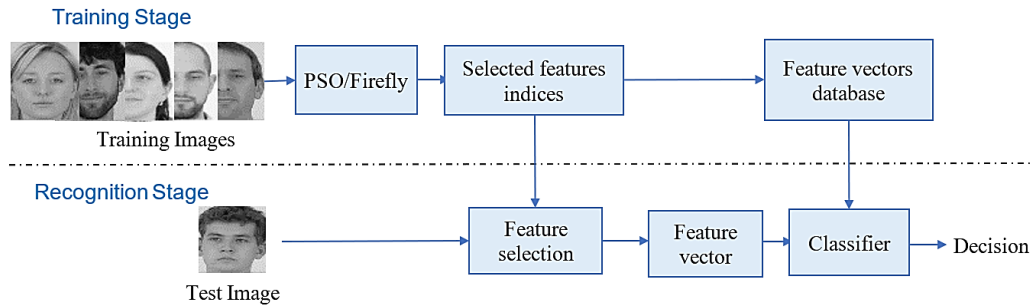 Training Stage
PSO/Firefly
Selected features
indices
Feature vectors
database
Training Images
Recognition Stage
Feature
selection
Feature
vector
Classifier
Decision
Test Image